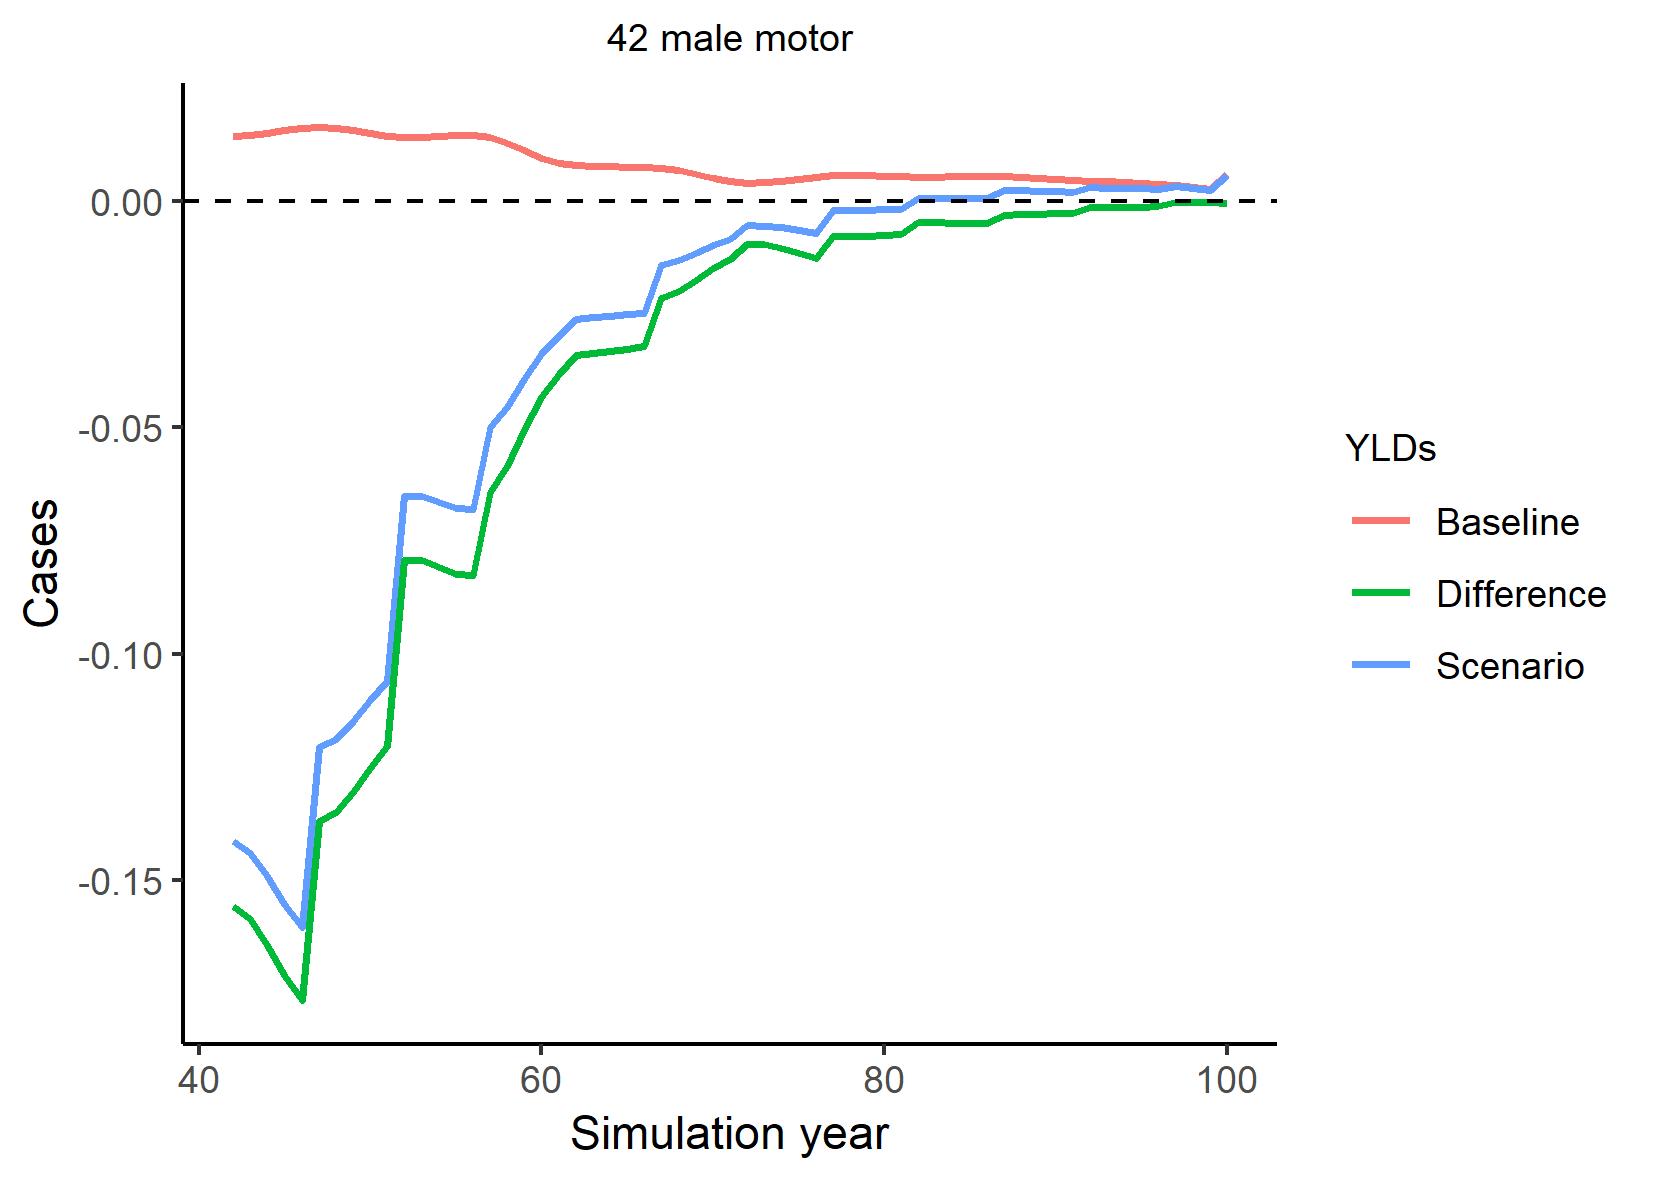 42 male motor
0.00
-0.05
-0.10
-0.15
Cases
40 60 80 100
Simulation year
YLDs
Baseline
Difference
Scenario